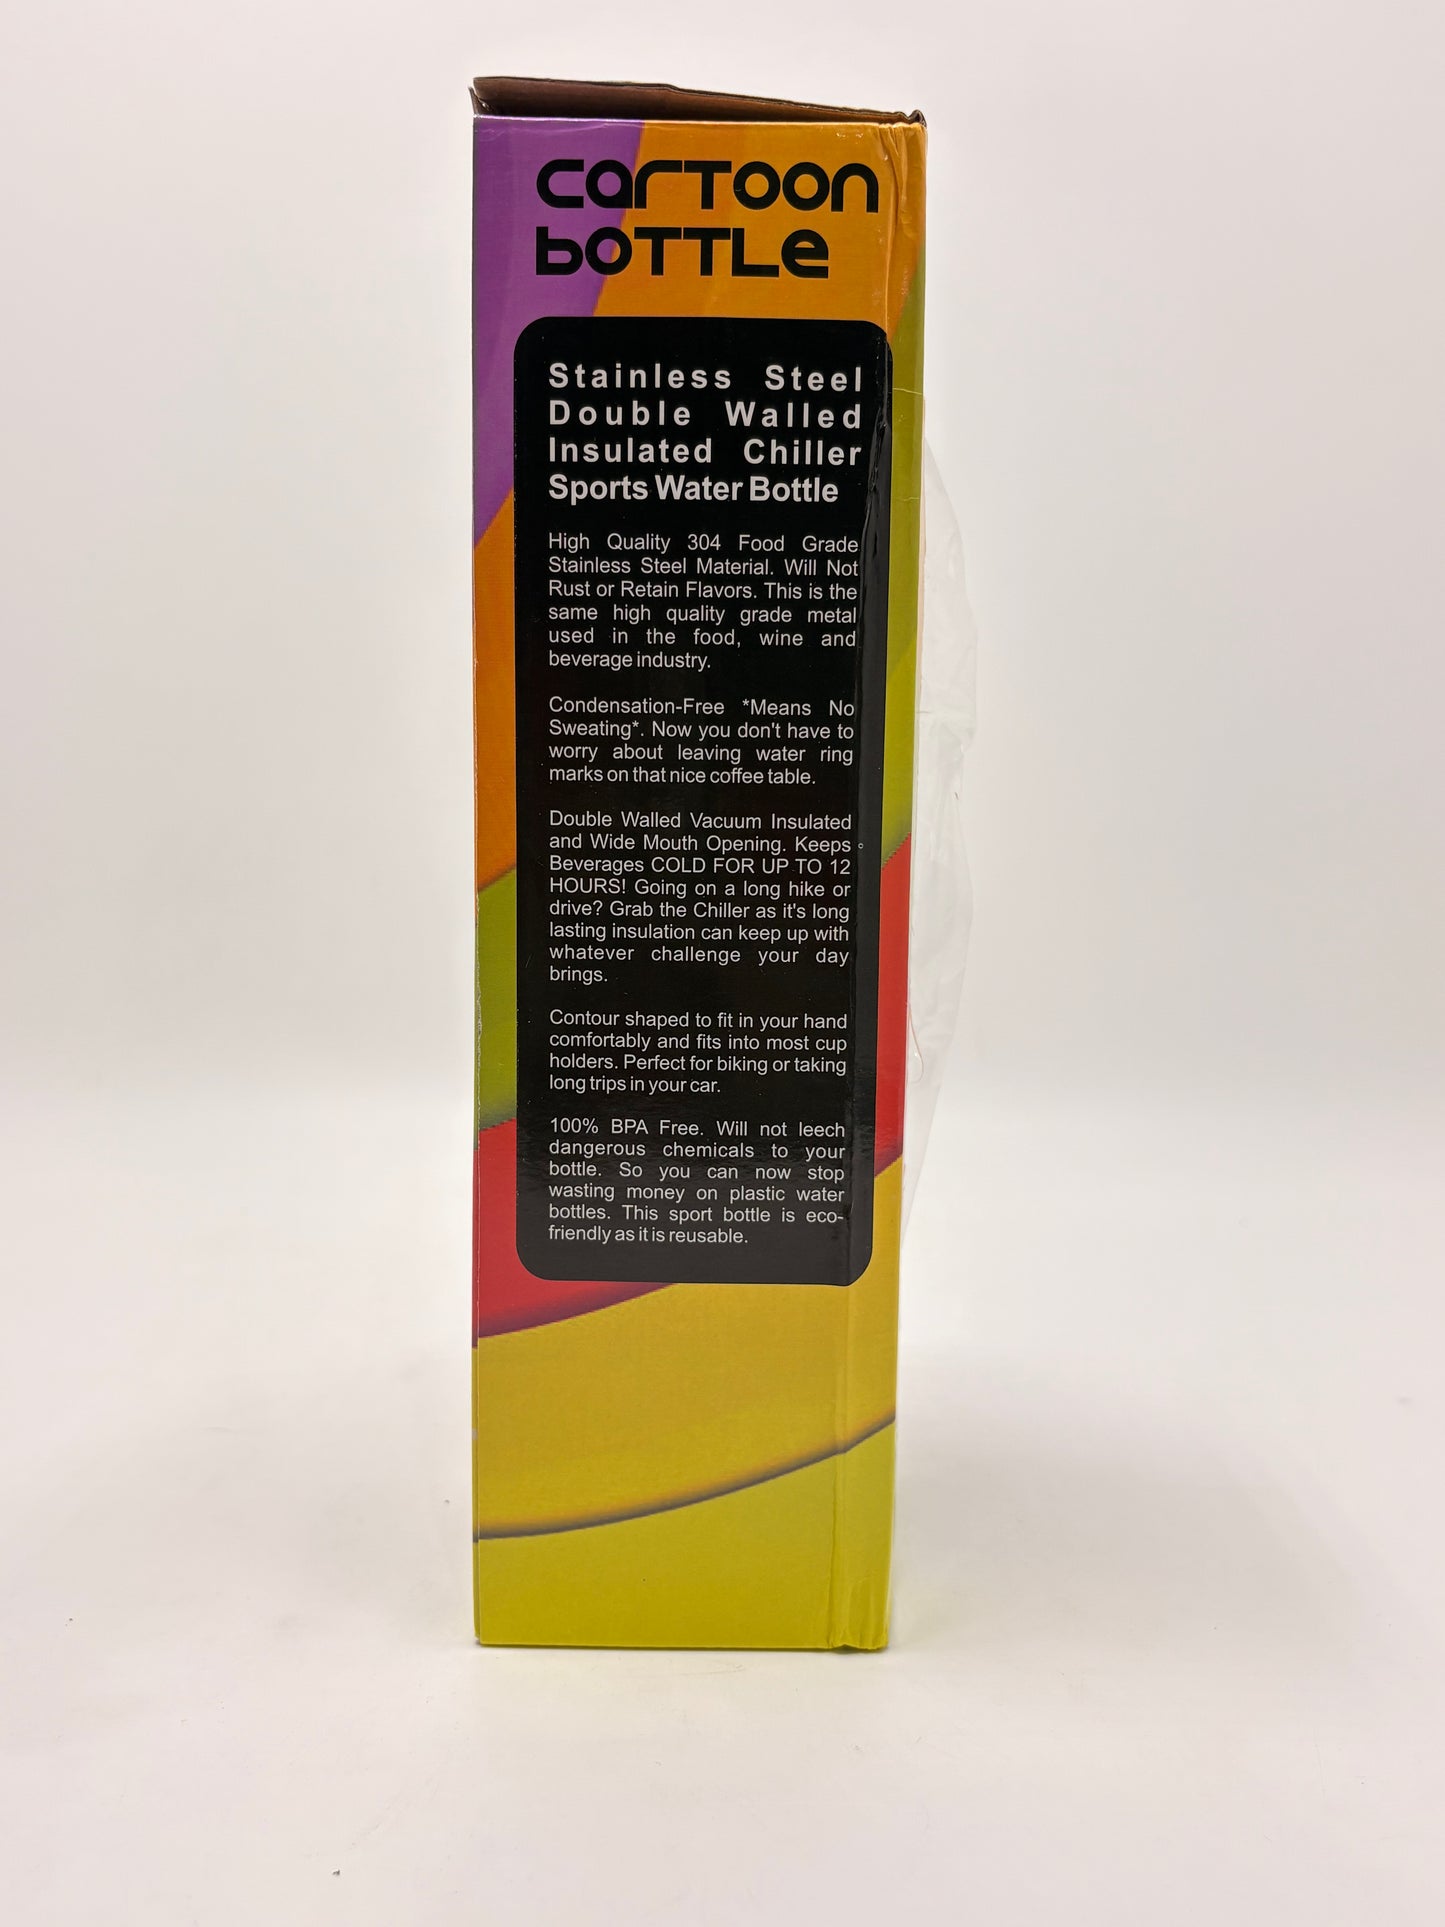 carToon
boTTLe
Stainless Steel
Double Walled
Insulated Chiller
Sports Water Bottle
High Quality 304 Food Grade
Stainless Steel Material. Will Not
Rust or Retain Flavors. This is the
same high quality grade metal
used in the food, wine and
beverage industry.
Condensation-Free *Means No
Sweating*. Now you don't have to
worry about leaving water ring
marks on that nice coffee table.
Double Walled Vacuum Insulated
and Wide Mouth Opening. Keeps
Beverages COLD FOR UP TO 12
HOURS! Going on a long hike or
drive? Grab the Chiller as it's long
lasting insulation can keep up with
whatever challenge your day
brings.
Contour shaped to fit in your hand
comfortably and fits into most cup
holders. Perfect for biking or taking
long trips in your car.
100% BPA Free. Will not leech
dangerous chemicals to your
bottle. So you can now stop
wasting money on plastic water
bottles. This sport bottle is eco-
friendly as it is reusable.